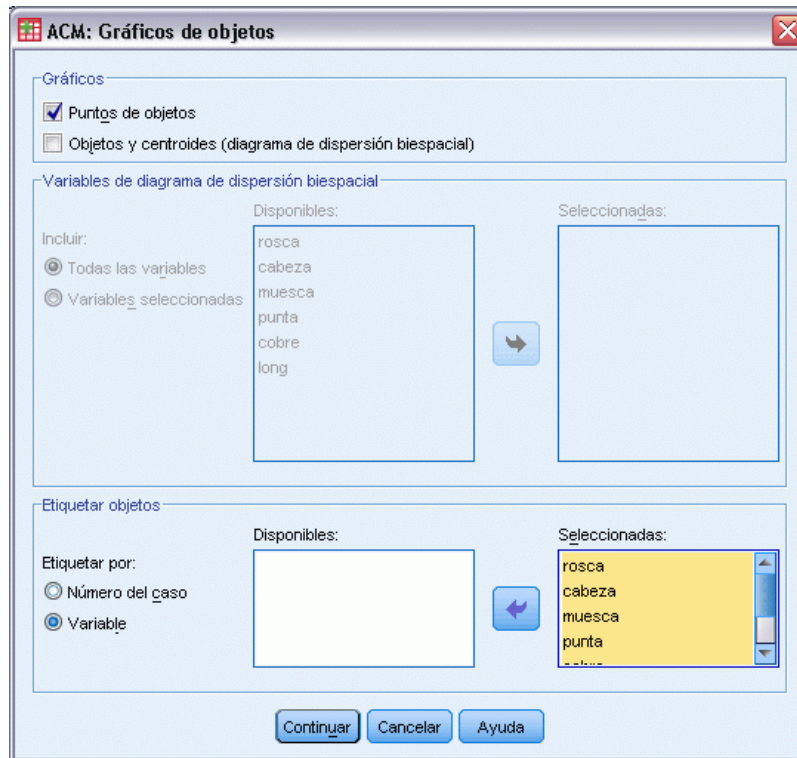 ACM: Gráficos de objetos
Gráficos
Puntos de objetos
Objetos y centroides (diagrama de dispersión biespacial)
Variables de diagrama de dispersión biespacial
Disponibles:
Seleccionadas:
Incluir:
Todas las variables
Variables seleccionadas
rosca
cabeza
muesca
punta
cobre
long
Etiquetar objetos
Disponibles:
Seleccionadas:
Etiquetar por:
Número del caso
Variable
rosca
cabeza
muesca
punta
Continuar
Cancelar
Ayuda